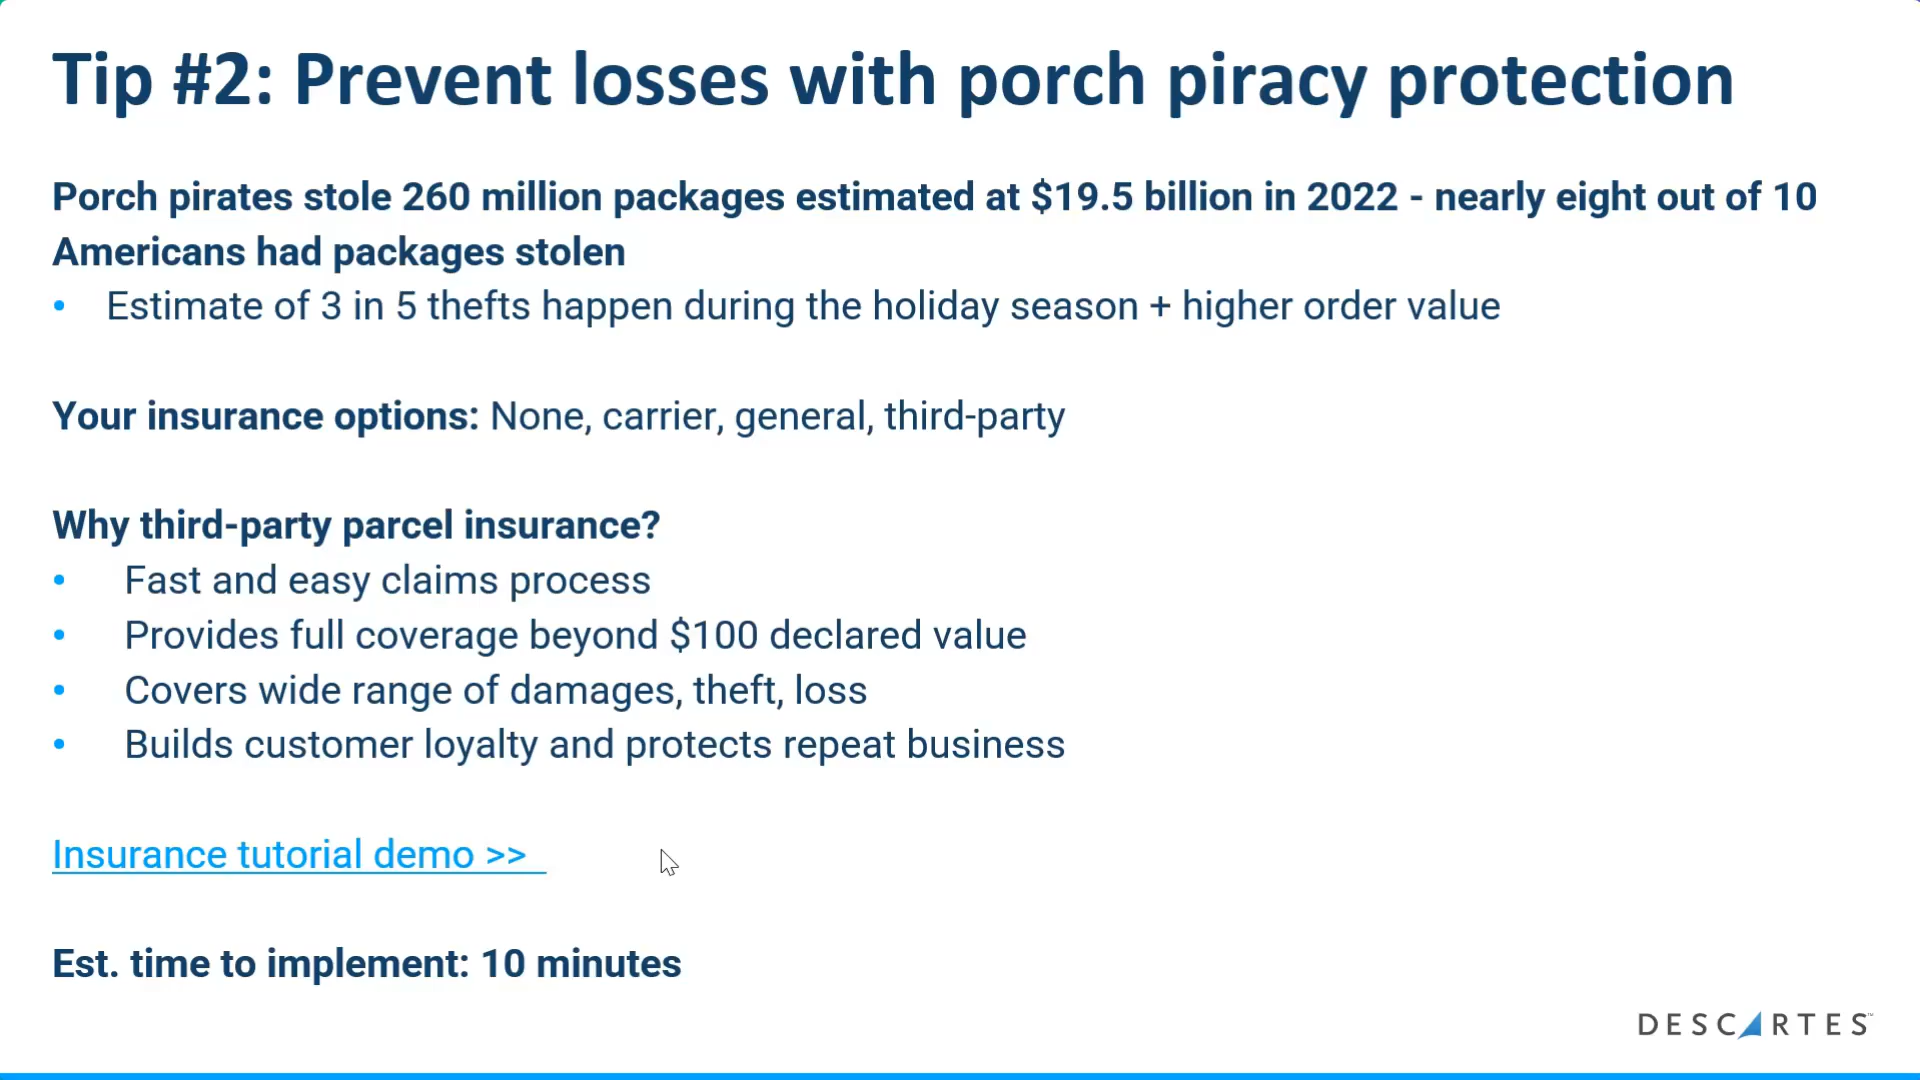 Tip #2: Prevent losses with porch piracy protection
Porch pirates stole 260 million packages estimated at $19.5 billion in 2022 - nearly eight out of 10
Americans had packages stolen
• Estimate of 3 in 5 thefts happen during the holiday season + higher order value
Your insurance options: None, carrier, general, third-party
Why third-party parcel insurance?
• Fast and easy claims process
• Provides full coverage beyond $100 declared value
• Covers wide range of damages, theft, loss
• Builds customer loyalty and protects repeat business
Insurance tutorial demo >>
Est. time to implement: 10 minutes
DESCARTES™